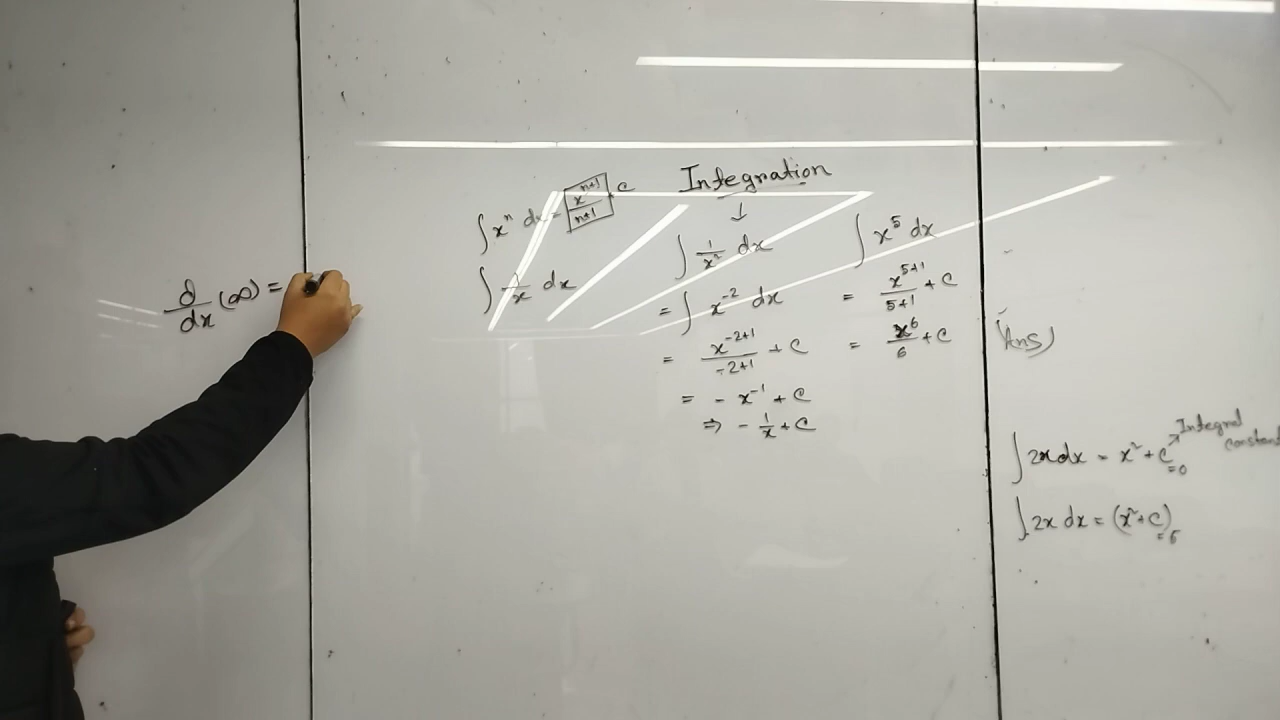 Integration
∫ xⁿ dx = xⁿ⁺¹/n+1 + C
∫ 1/x dx
d/dx (∞) =
∫ 1/x² dx
= ∫ x⁻² dx
= x⁻²⁺¹/-2+1 + C
= - x⁻¹ + C
⇒ - 1/x + C
∫ x⁵ dx
= x⁵⁺¹/5+1 + C
= x⁶/6 + C (Ans)
∫ 2x dx = x² + C =0 → Integral constant
∫ 2x dx = (x² + C)